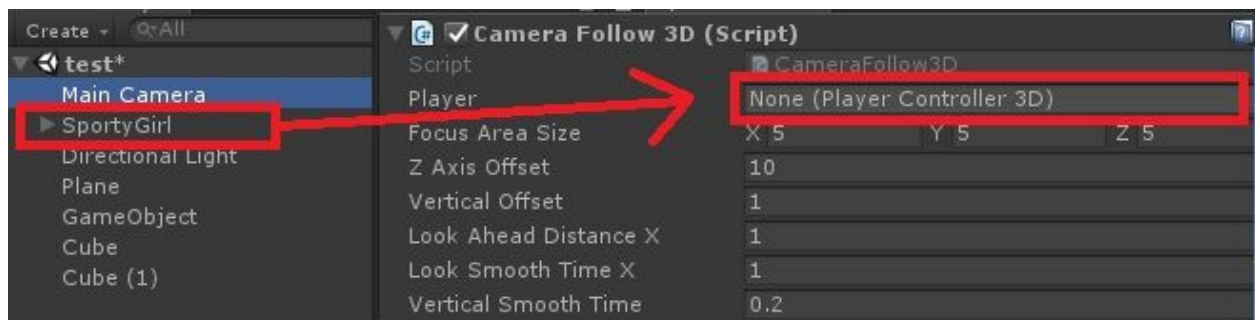 Create
All
test*
Main Camera
SportyGirl
Directional Light
Plane
GameObject
Cube
Cube (1)
Camera Follow 3D (Script)
Script CameraFollow3D
Player None (Player Controller 3D)
Focus Area Size X 5 Y 5 Z 5
Z Axis Offset 10
Vertical Offset 1
Look Ahead Distance X 1
Look Smooth Time X 1
Vertical Smooth Time 0.2